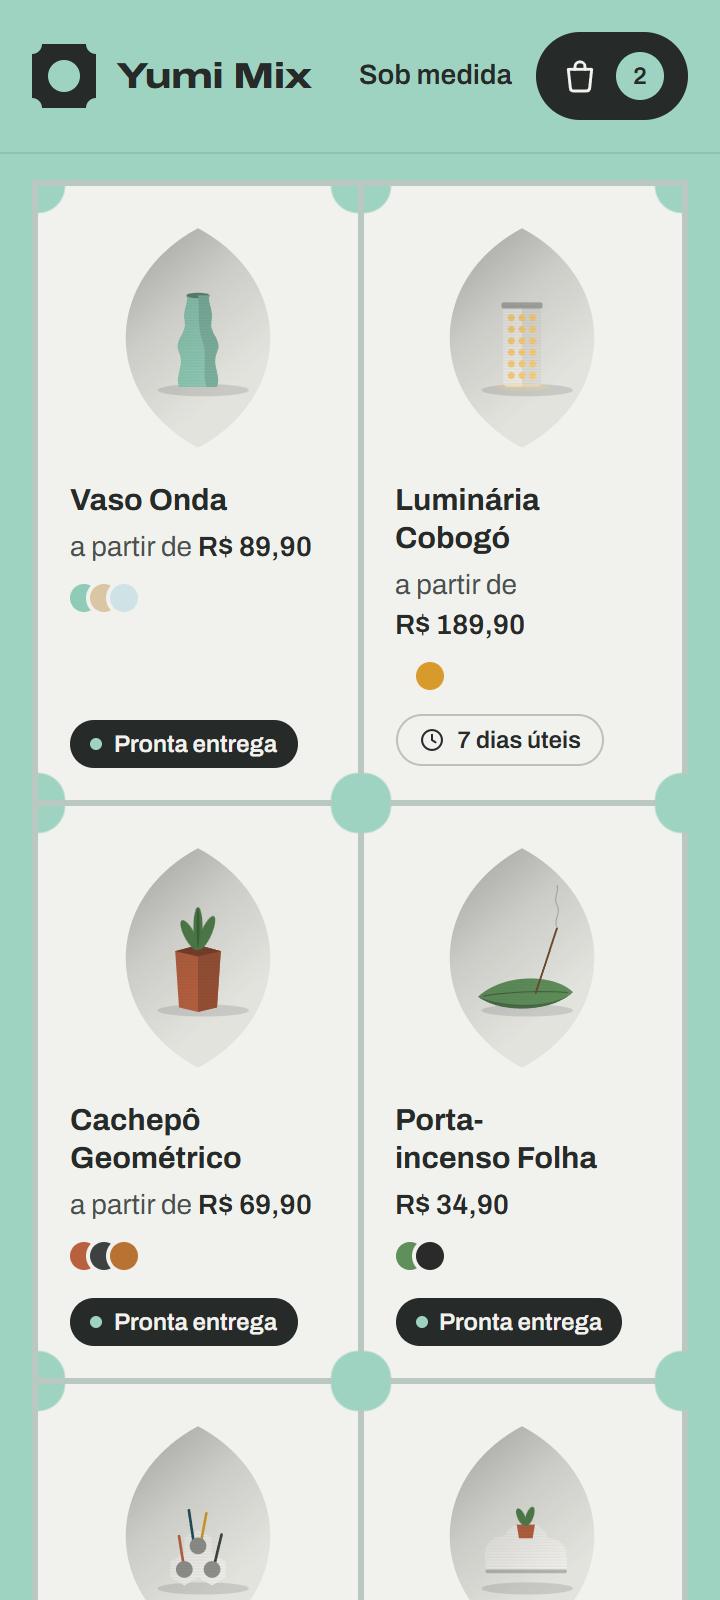 Yumi Mix
Sob medida
2
Vaso Onda
a partir de R$ 89,90
Pronta entrega
Luminária
Cobogó
a partir de
R$ 189,90
7 dias úteis
Cachepô
Geométrico
a partir de R$ 69,90
Pronta entrega
Porta-
incenso Folha
R$ 34,90
Pronta entrega